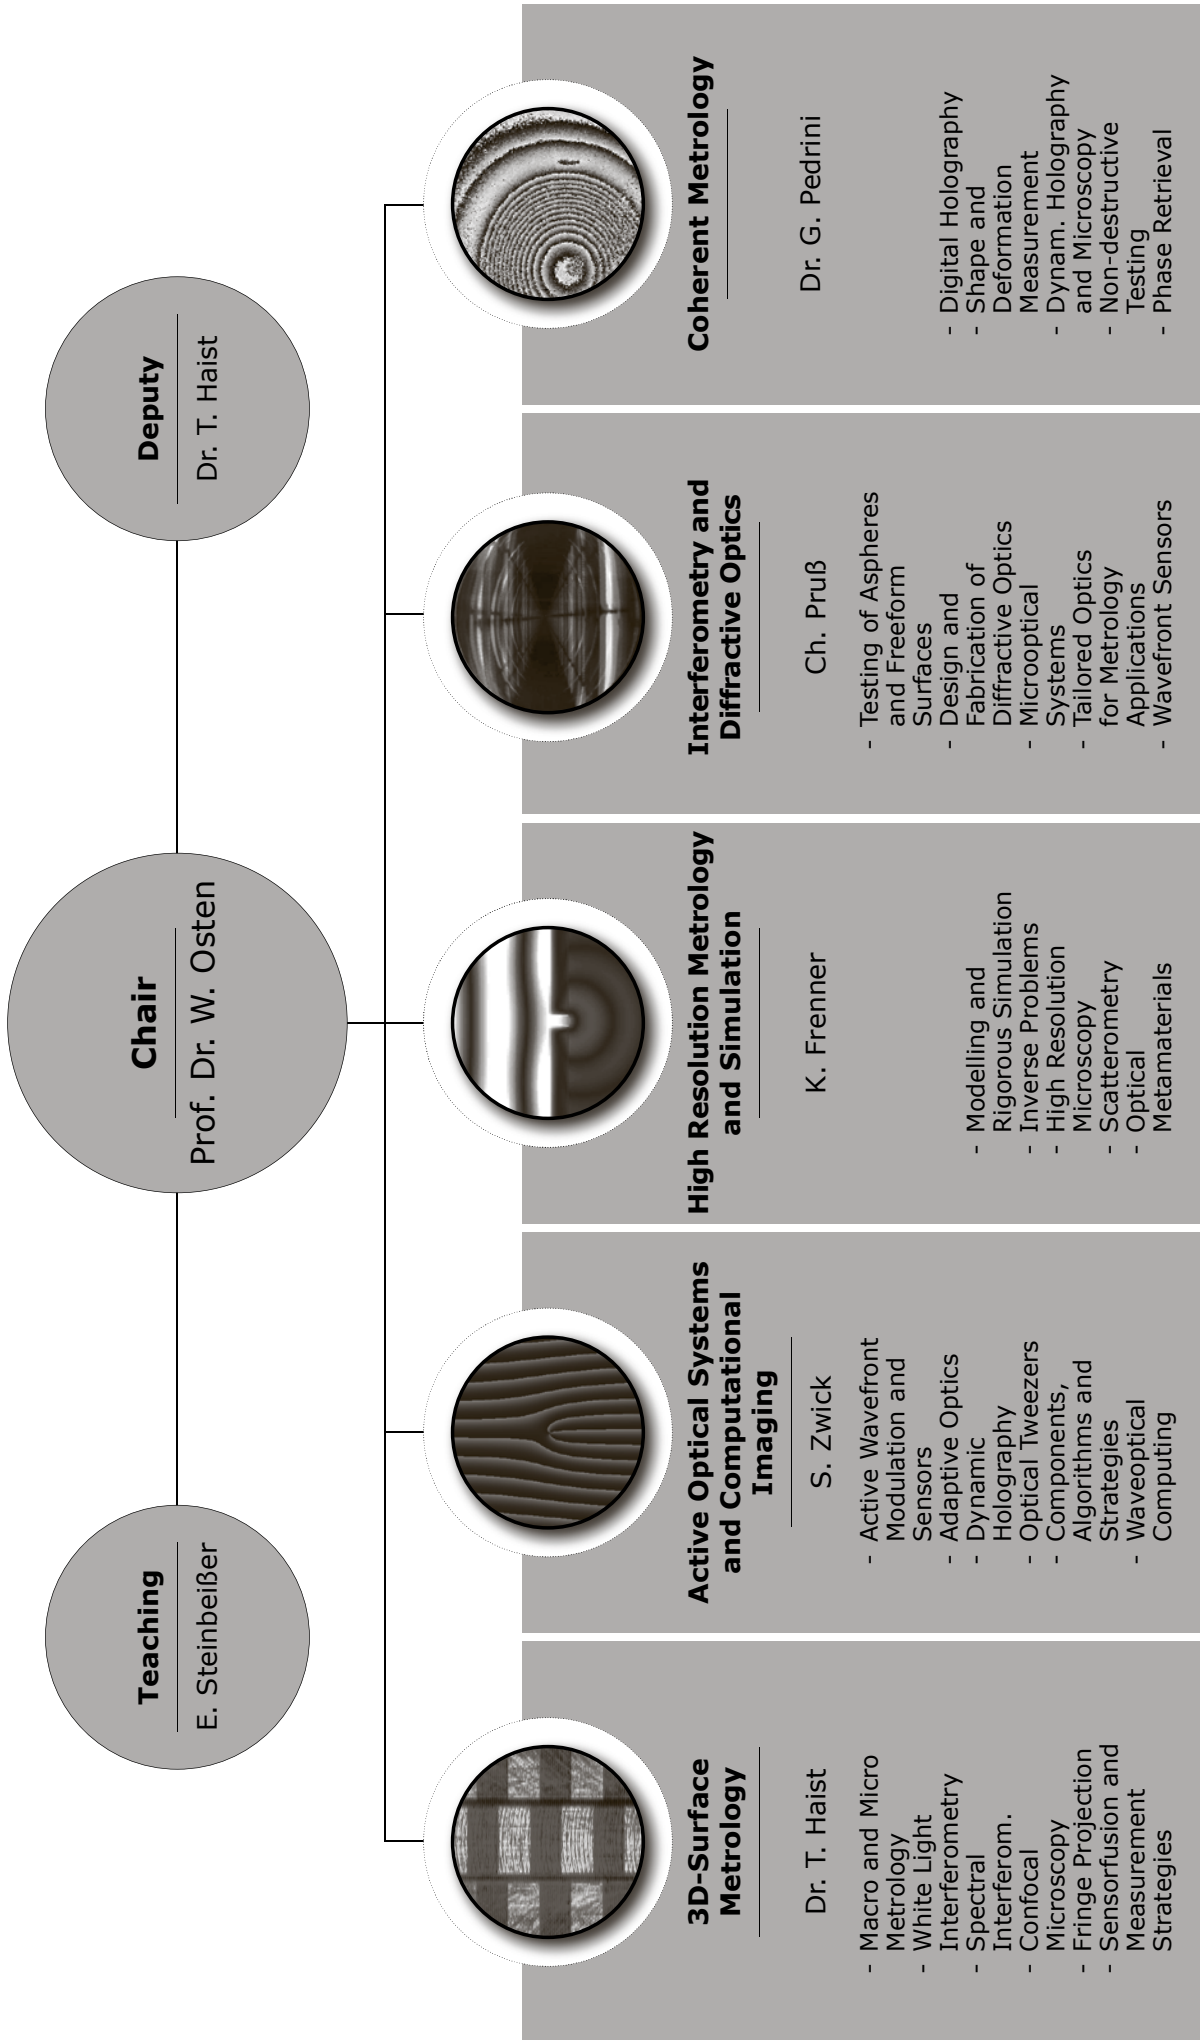 Teaching
E. Steinbeißer
Chair
Prof. Dr. W. Osten
Deputy
Dr. T. Haist
3D-Surface
Metrology
Dr. T. Haist
- Macro and Micro
Metrology
- White Light
Interferometry
- Spectral
Interferom.
- Confocal
Microscopy
- Fringe Projection
- Sensorfusion and
Measurement
Strategies
Active Optical Systems
and Computational
Imaging
S. Zwick
- Active Wavefront
Modulation and
Sensors
- Adaptive Optics
- Dynamic
Holography
- Optical Tweezers
- Components,
Algorithms and
Strategies
- Waveoptical
Computing
High Resolution Metrology
and Simulation
K. Frenner
- Modelling and
Rigorous Simulation
- Inverse Problems
- High Resolution
Microscopy
- Scatterometry
- Optical
Metamaterials
Interferometry and
Diffractive Optics
Ch. Pruß
- Testing of Aspheres
and Freeform
Surfaces
- Design and
Fabrication of
Diffractive Optics
- Microoptical
Systems
- Tailored Optics
for Metrology
Applications
- Wavefront Sensors
Coherent Metrology
Dr. G. Pedrini
- Digital Holography
- Shape and
Deformation
Measurement
- Dynam. Holography
and Microscopy
- Non-destructive
Testing
- Phase Retrieval